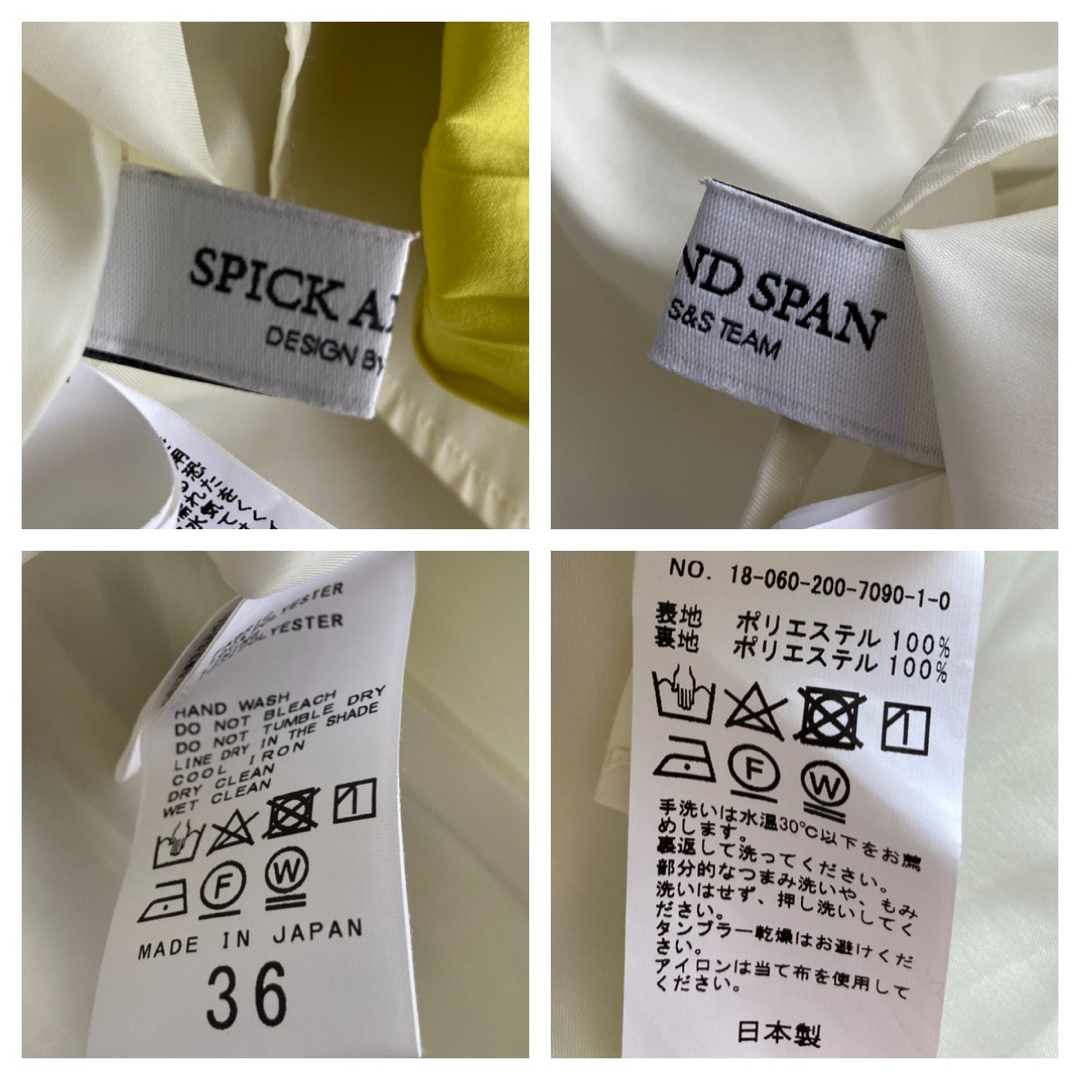 SPICK A
DESIGN BY
ND SPAN
S&S TEAM
POLYESTER
HAND WASH
DO NOT BLEACH
DO NOT TUMBLE DRY
LINE DRY IN THE SHADE
COOL IRON
DRY CLEAN
WET CLEAN
1
F
W
MADE IN JAPAN
36
NO. 18-060-200-7090-1-0
表地 ポリエステル 100%
裏地 ポリエステル 100%
1
F
W
手洗いは水温30℃以下をお薦
めします。
裏返して洗ってください。
部分的なつまみ洗いや、もみ
洗いはせず、押し洗いしてく
ださい。
タンブラー乾燥はお避けくだ
さい。
アイロンは当て布を使用して
ください。
日本製